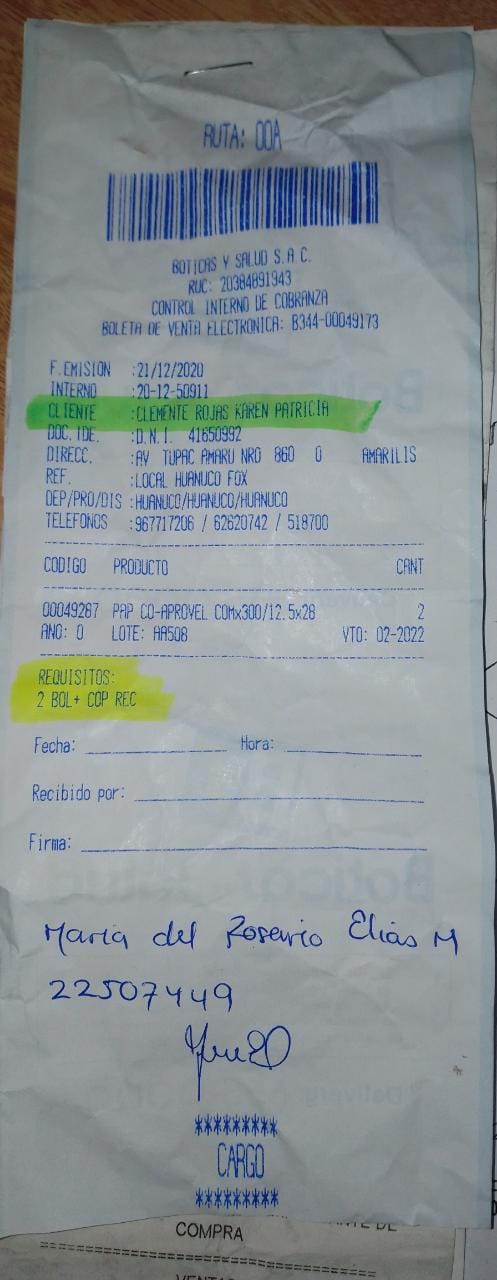 RUTA: 00A
BOTICAS Y SALUD S.A.C.
RUC: 20384891943
CONTROL INTERNO DE COBRANZA
BOLETA DE VENTA ELECTRONICA: B344-00049173
F.EMISION :21/12/2020
INTERNO :20-12-50911
CLIENTE :CLEMENTE ROJAS KAREN PATRICIA
DOC.IDE. :D.N.I. 41650992
DIRECC. :AV TUPAC AMARU NRO 860 0 AMARILIS
REF. :LOCAL HUANUCO FOX
DEP/PRO/DIS :HUANUCO/HUANUCO/HUANUCO
TELEFONOS :967717206 / 62620742 / 518700
CODIGO PRODUCTO CANT
00049267 PAP CO-APROVEL COMx300/12.5x28 2
ANO: 0 LOTE: AA508 VTO: 02-2022
REQUISITOS:
2 BOL+ COP REC
Fecha: Hora:
Recibido por:
Firma:
Maria del Rosario Elias M
22507449
*********
CARGO
*********
COMPRA